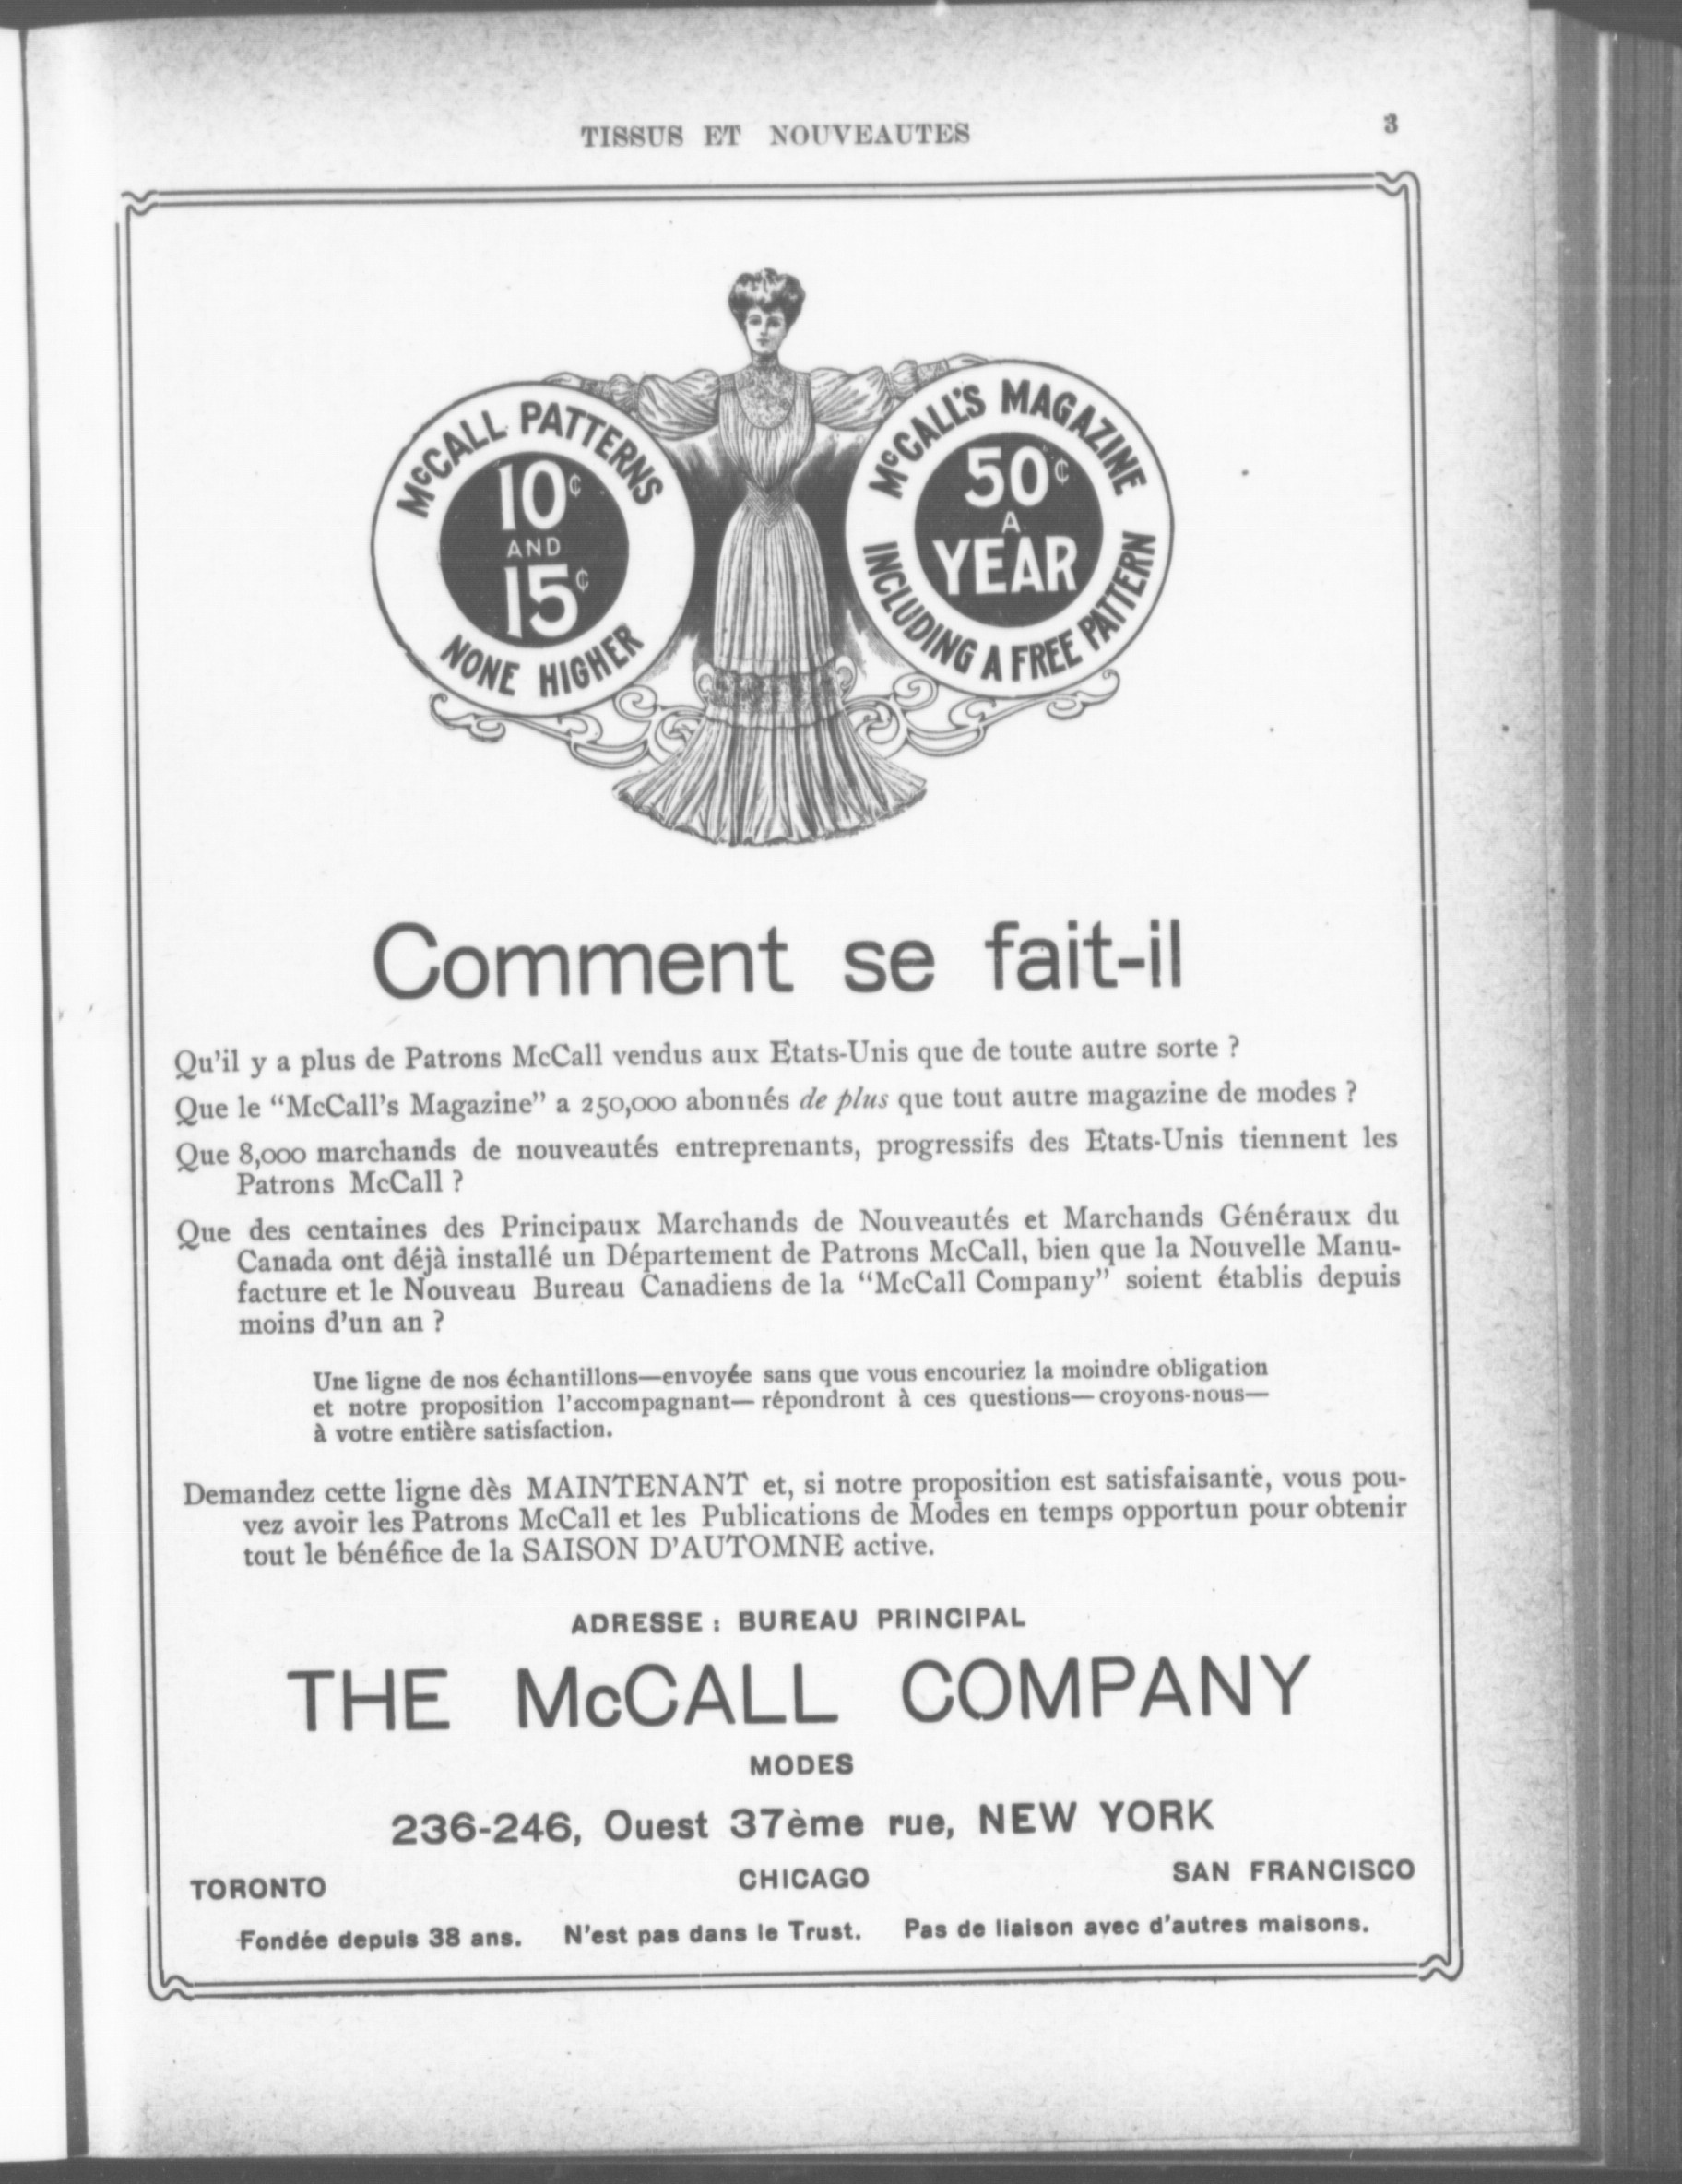 TISSUS ET NOUVEAUTES
3
McCALL PATTERNS
10¢
AND
15¢
NONE HIGHER
McCALL'S MAGAZINE
50¢
A
YEAR
INCLUDING A FREE PATTERN
Comment se fait-il
Qu'il y a plus de Patrons McCall vendus aux Etats-Unis que de toute autre sorte ?
Que le “McCall's Magazine” a 250,000 abonnés de plus que tout autre magazine de modes ?
Que 8,000 marchands de nouveautés entreprenants, progressifs des Etats-Unis tiennent les
Patrons McCall ?
Que des centaines des Principaux Marchands de Nouveautés et Marchands Généraux du
Canada ont déjà installé un Département de Patrons McCall, bien que la Nouvelle Manu-
facture et le Nouveau Bureau Canadiens de la “McCall Company” soient établis depuis
moins d'un an ?
Une ligne de nos échantillons—envoyée sans que vous encouriez la moindre obligation
et notre proposition l'accompagnant— répondront à ces questions— croyons-nous—
à votre entière satisfaction.
Demandez cette ligne dès MAINTENANT et, si notre proposition est satisfaisante, vous pou-
vez avoir les Patrons McCall et les Publications de Modes en temps opportun pour obtenir
tout le bénéfice de la SAISON D'AUTOMNE active.
ADRESSE : BUREAU PRINCIPAL
THE McCALL COMPANY
MODES
236-246, Ouest 37ème rue, NEW YORK
TORONTO CHICAGO SAN FRANCISCO
Fondée depuis 38 ans. N'est pas dans le Trust. Pas de liaison avec d'autres maisons.